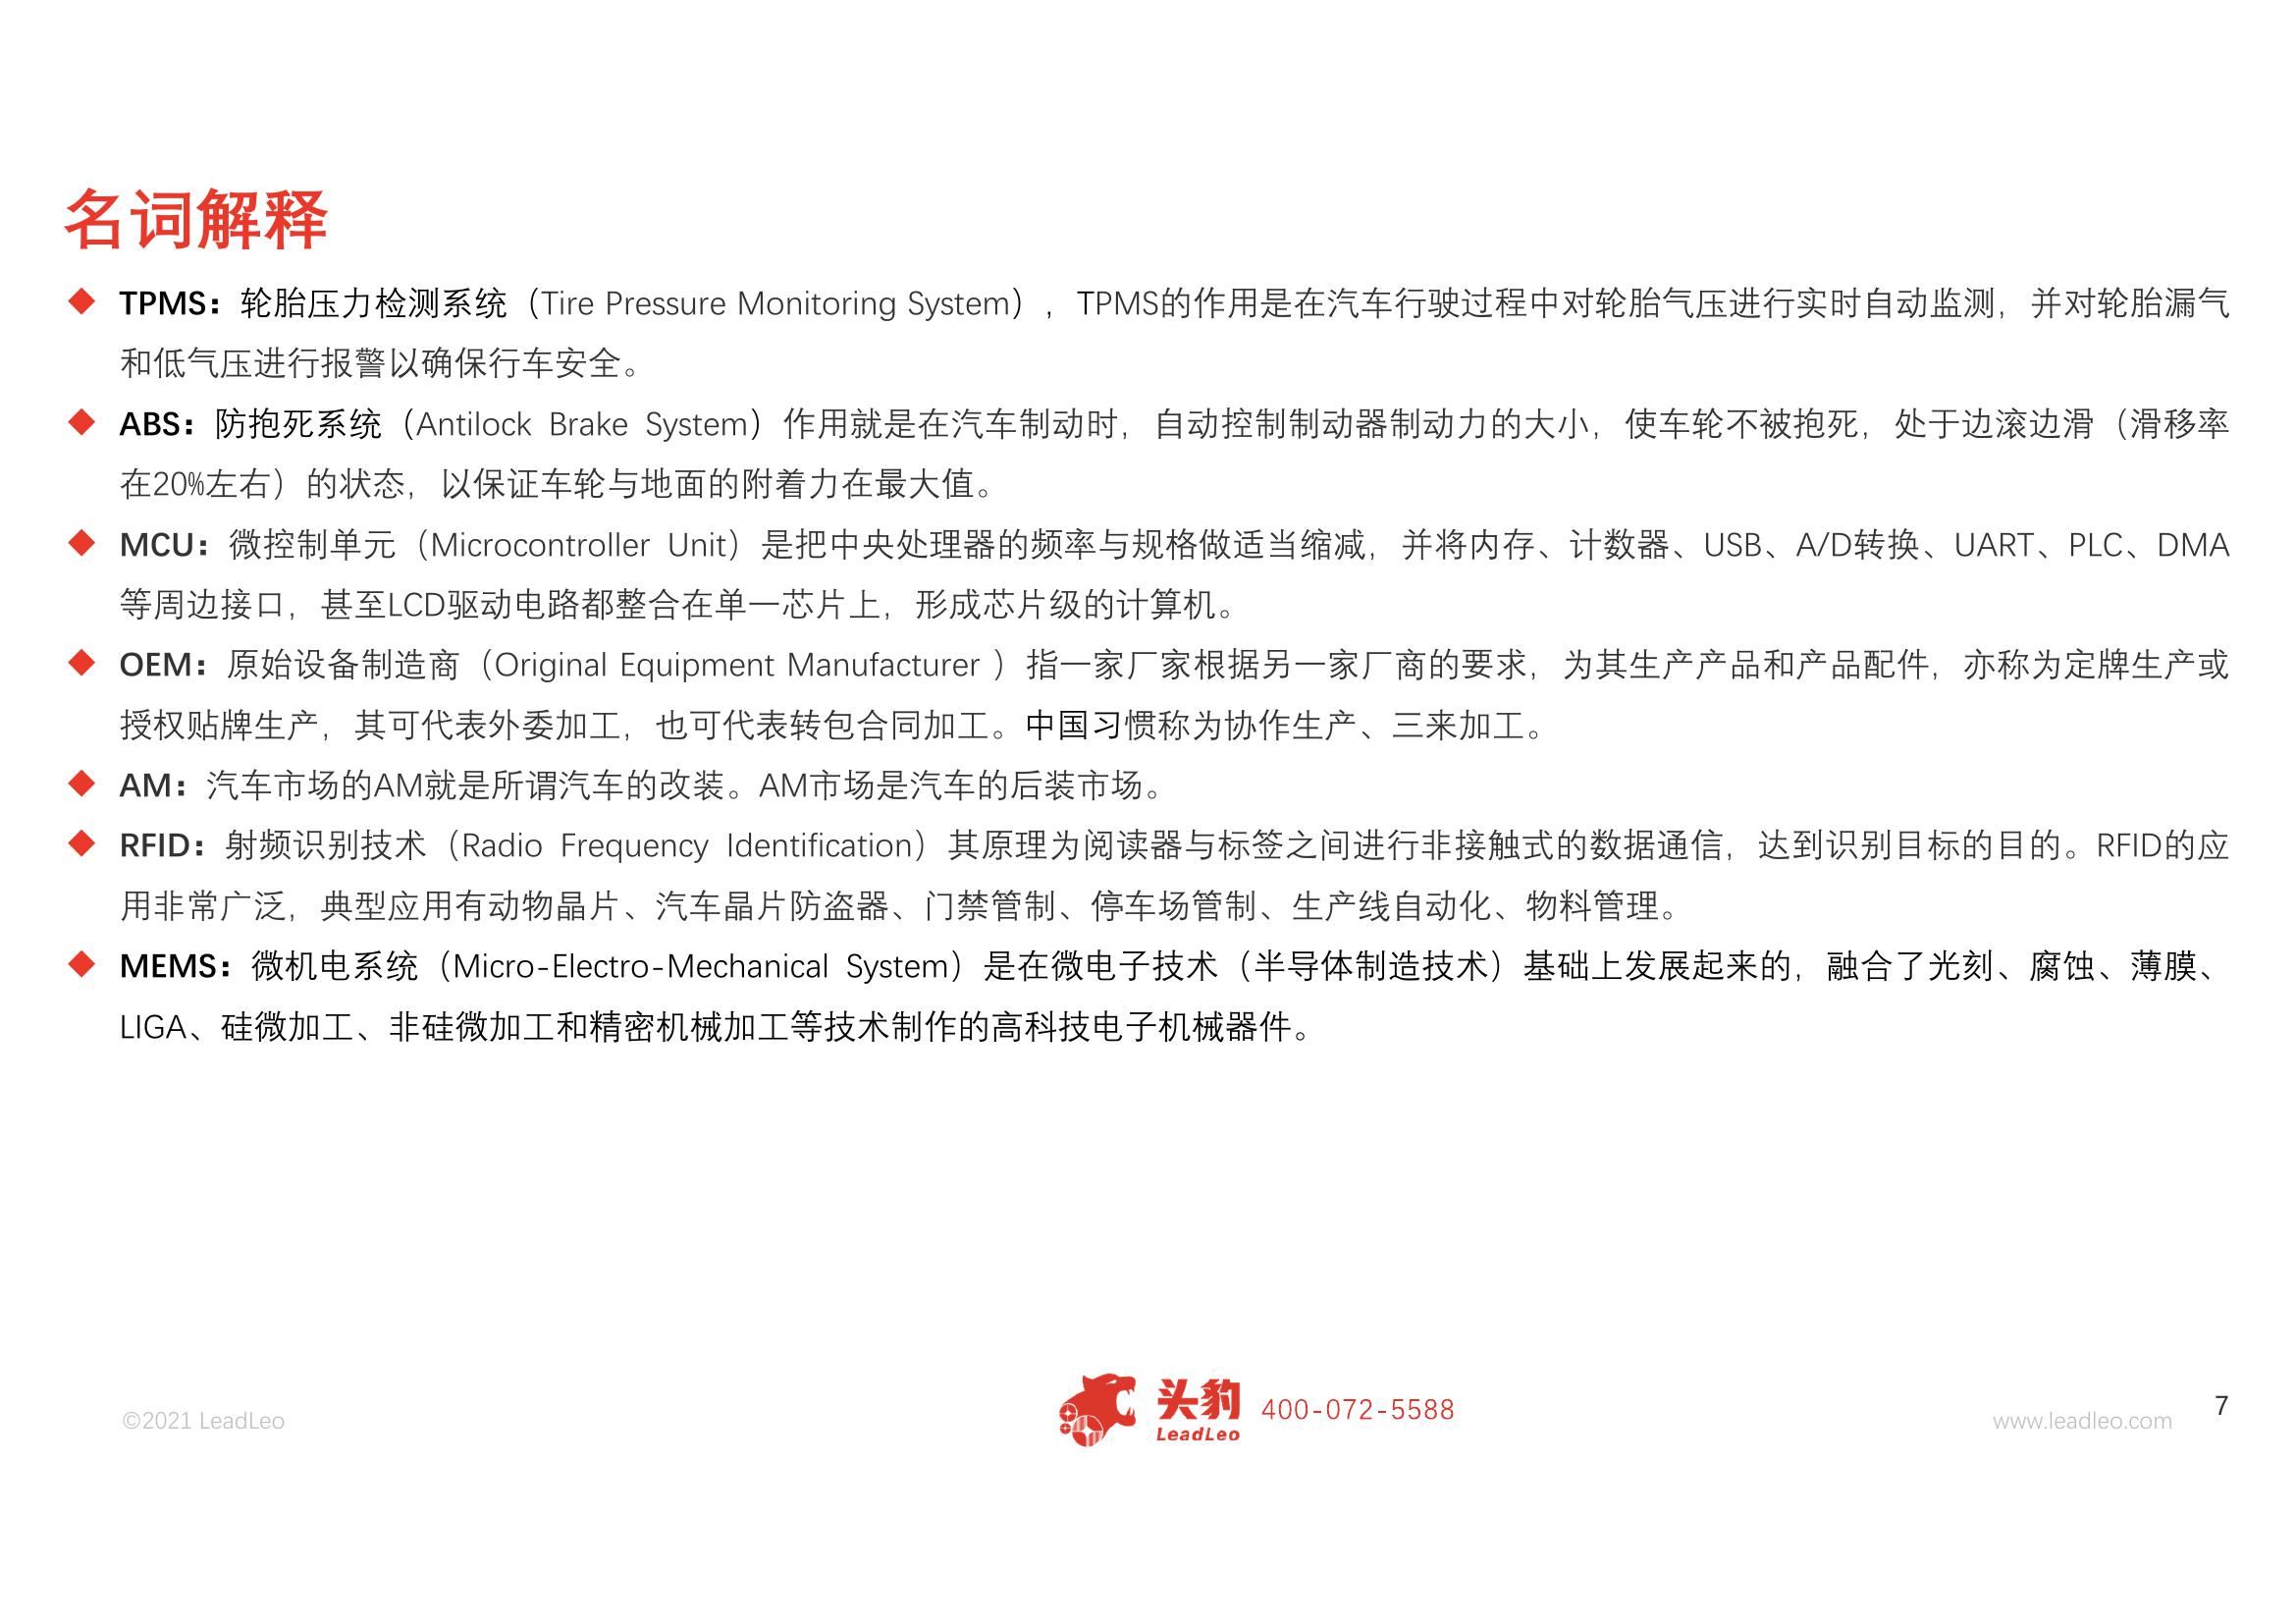 名词解释
TPMS：轮胎压力检测系统（Tire Pressure Monitoring System），TPMS的作用是在汽车行驶过程中对轮胎气压进行实时自动监测，并对轮胎漏气
和低气压进行报警以确保行车安全。
ABS：防抱死系统（Antilock Brake System）作用就是在汽车制动时，自动控制制动器制动力的大小，使车轮不被抱死，处于边滚边滑（滑移率
在20%左右）的状态，以保证车轮与地面的附着力在最大值。
MCU：微控制单元（Microcontroller Unit）是把中央处理器的频率与规格做适当缩减，并将内存、计数器、USB、A/D转换、UART、PLC、DMA
等周边接口，甚至LCD驱动电路都整合在单一芯片上，形成芯片级的计算机。
OEM：原始设备制造商（Original Equipment Manufacturer ）指一家厂家根据另一家厂商的要求，为其生产产品和产品配件，亦称为定牌生产或
授权贴牌生产，其可代表外委加工，也可代表转包合同加工。中国习惯称为协作生产、三来加工。
AM：汽车市场的AM就是所谓汽车的改装。AM市场是汽车的后装市场。
RFID：射频识别技术（Radio Frequency Identification）其原理为阅读器与标签之间进行非接触式的数据通信，达到识别目标的目的。RFID的应
用非常广泛，典型应用有动物晶片、汽车晶片防盗器、门禁管制、停车场管制、生产线自动化、物料管理。
MEMS：微机电系统（Micro-Electro-Mechanical System）是在微电子技术（半导体制造技术）基础上发展起来的，融合了光刻、腐蚀、薄膜、
LIGA、硅微加工、非硅微加工和精密机械加工等技术制作的高科技电子机械器件。
©2021 LeadLeo
头豹
LeadLeo
400-072-5588
www.leadleo.com
7